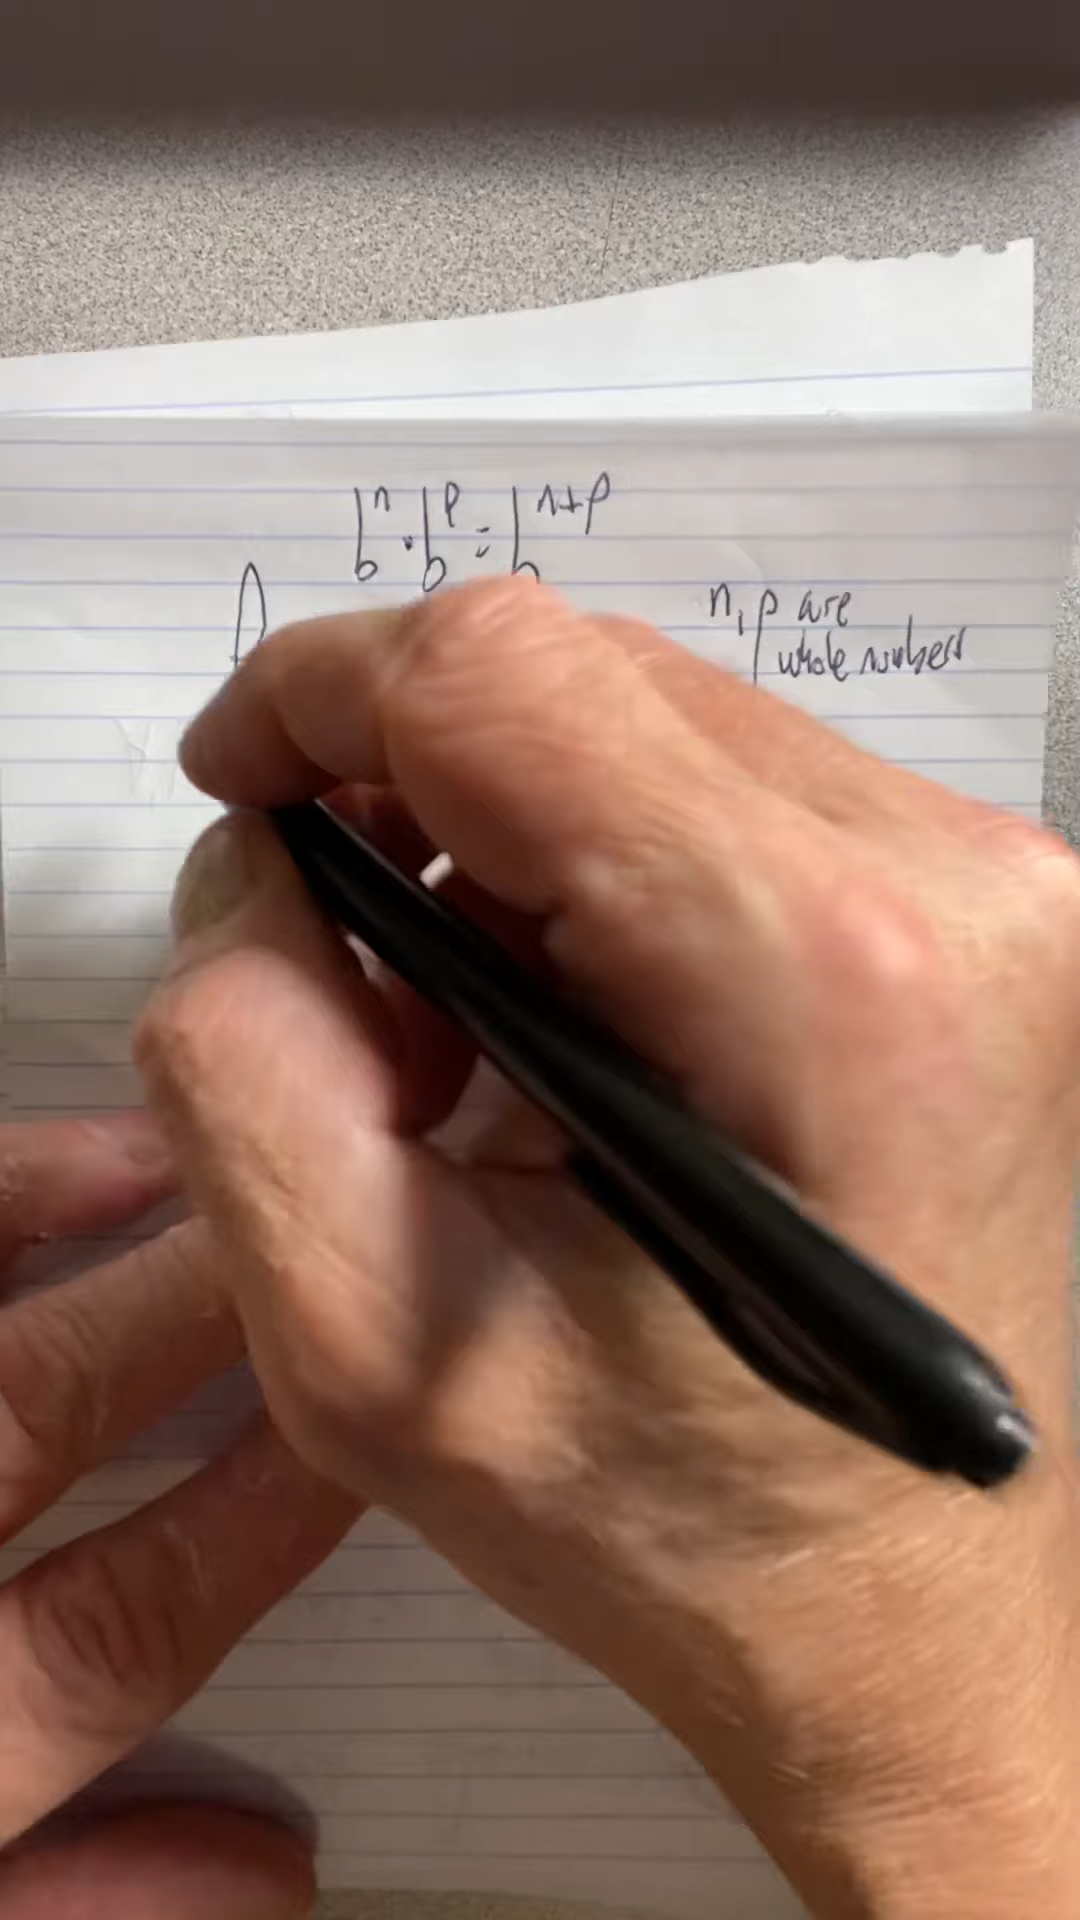 bⁿ · bᵖ = bⁿ⁺ᵖ
n, p are
whole numbers